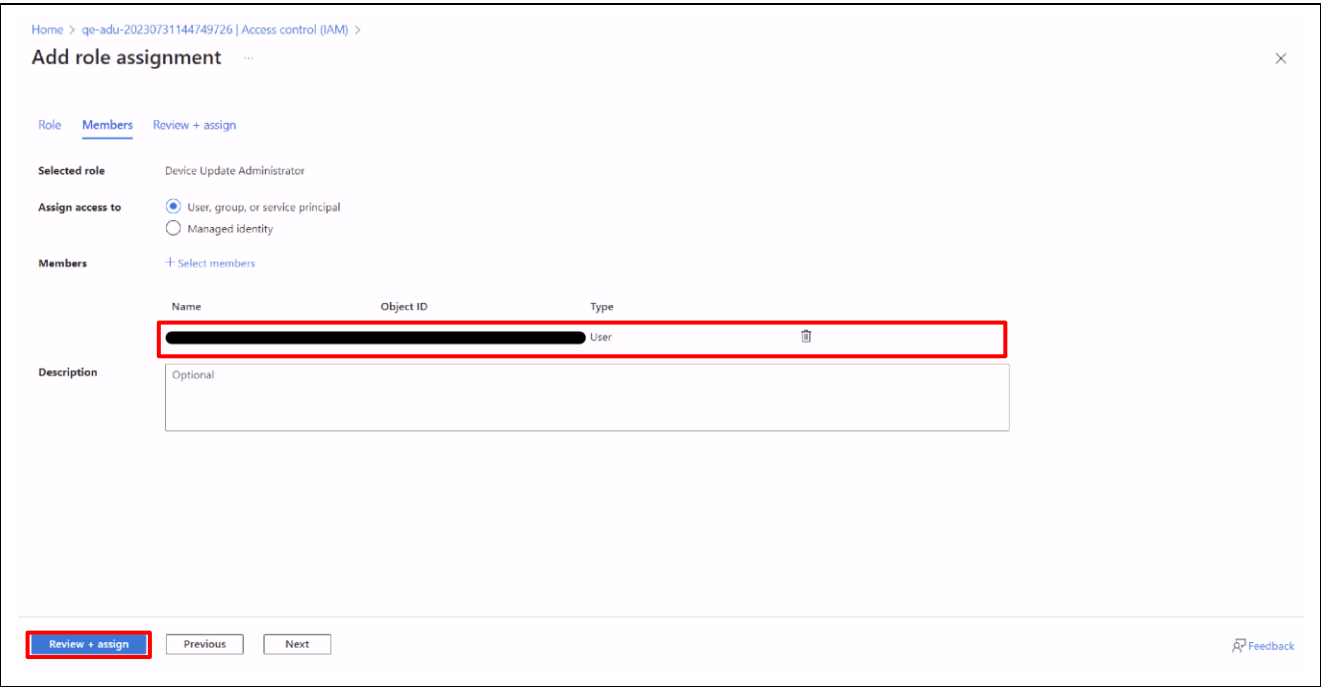 Home > qe-adu-20230731144749726 | Access control (IAM) >
Add role assignment ...
Role Members Review + assign
Selected role Device Update Administrator
Assign access to User, group, or service principal
Managed identity
Members + Select members
Name Object ID Type
User
Description Optional
Review + assign Previous Next Feedback